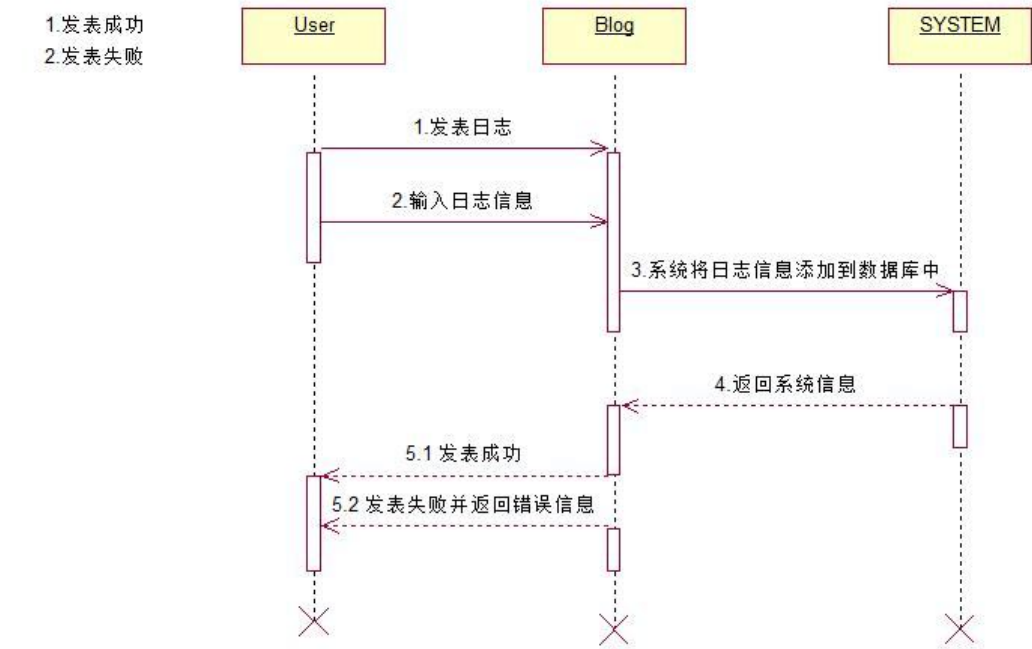 1.发表成功
2.发表失败
User
Blog
SYSTEM
1.发表日志
2.输入日志信息
3.系统将日志信息添加到数据库中
4.返回系统信息
5.1 发表成功
5.2 发表失败并返回错误信息